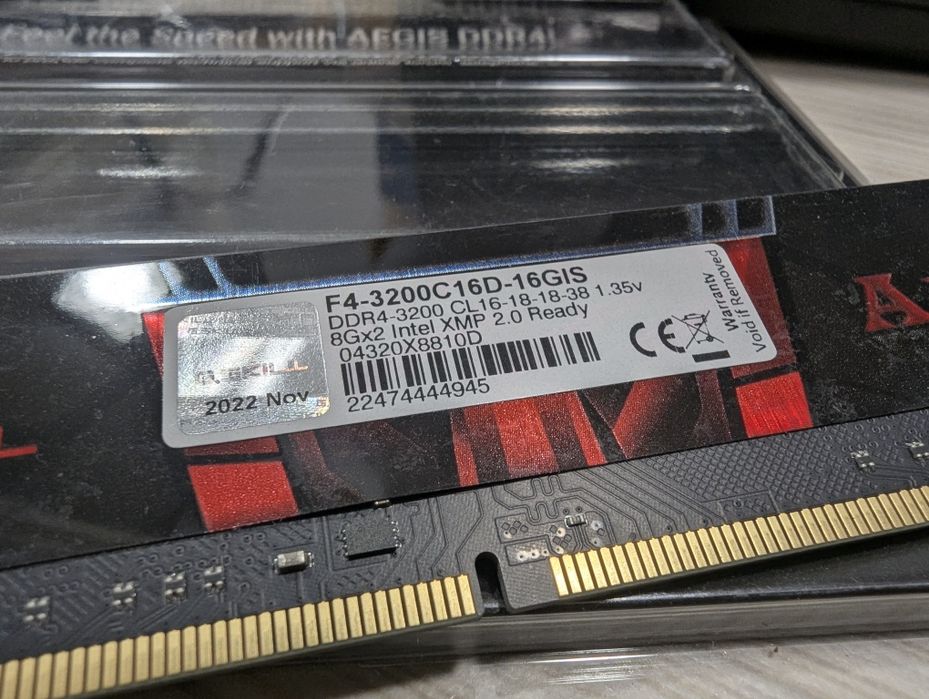 Feel the Speed with AEGIS DDR4!
F4-3200C16D-16GIS
DDR4-3200 CL16-18-18-38 1.35v
8Gx2 Intel XMP 2.0 Ready
04320X8810D
22474444945
G.SKILL
2022 Nov
CE
Warranty
Void if Removed